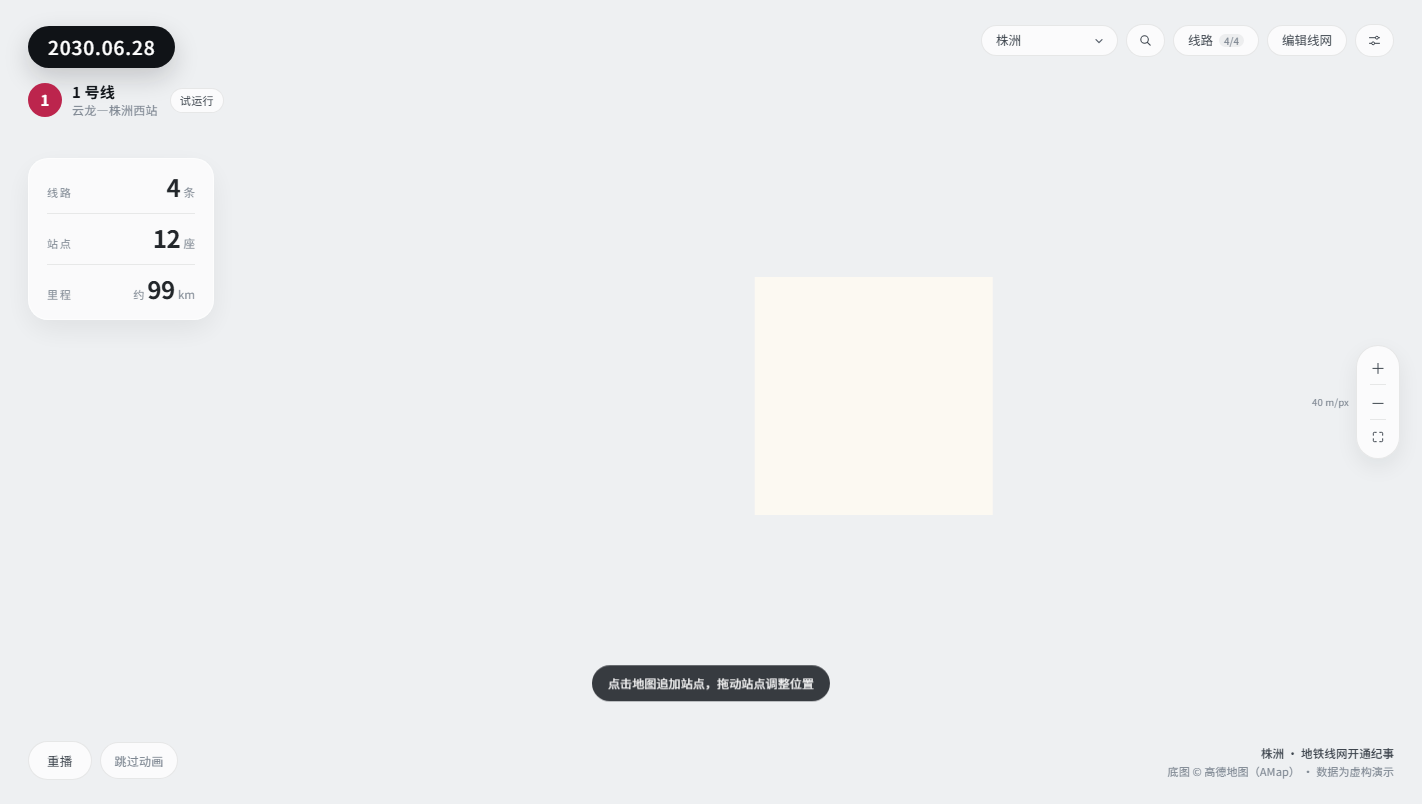 2030.06.28
1
1 号线
云龙—株洲西站
试运行
线路 4 条
站点 12 座
里程 约 99 km
株洲
线路 4/4
编辑线网
40 m/px
点击地图追加站点，拖动站点调整位置
重播
跳过动画
株洲 · 地铁线网开通纪事
底图 © 高德地图（AMap） · 数据为虚构演示